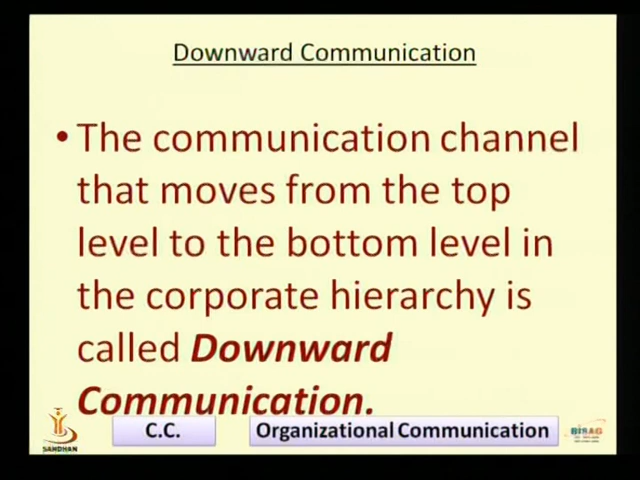 Downward Communication
• The communication channel
that moves from the top
level to the bottom level in
the corporate hierarchy is
called Downward
Communication.
SANDHAN
C.C.
Organizational Communication
BISAG